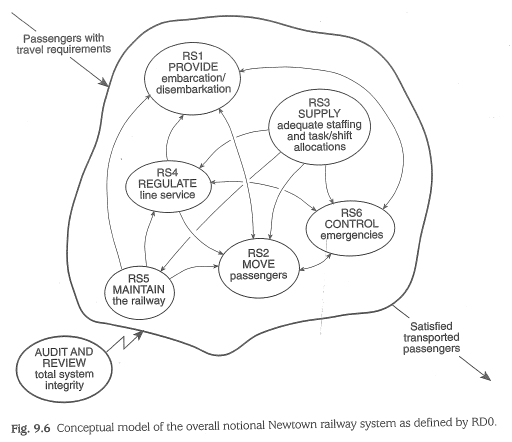 Passengers with
travel requirements
RS1
PROVIDE
embarcation/
disembarkation
RS3
SUPPLY
adequate staffing
and task/shift
allocations
RS4
REGULATE
line service
RS6
CONTROL
emergencies
RS2
MOVE
passengers
RS5
MAINTAIN
the railway
AUDIT AND
REVIEW
total system
integrity
Satisfied
transported
passengers
Fig. 9.6 Conceptual model of the overall notional Newtown railway system as defined by RD0.